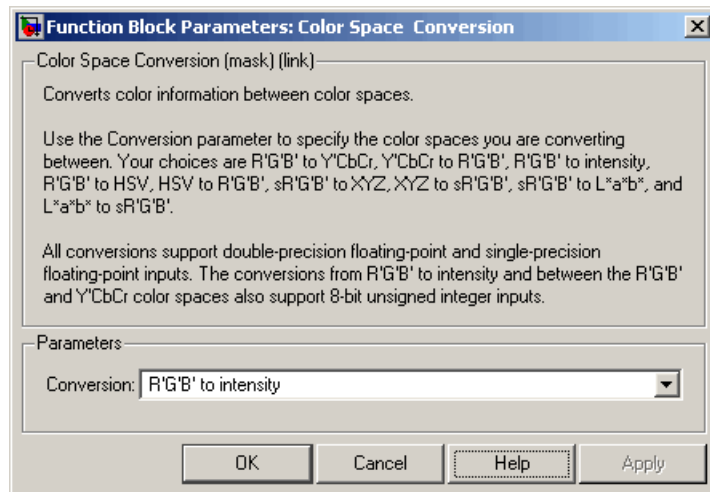 Function Block Parameters: Color Space  Conversion
Color Space Conversion (mask) (link)
Converts color information between color spaces.
Use the Conversion parameter to specify the color spaces you are converting
between. Your choices are R'G'B' to Y'CbCr, Y'CbCr to R'G'B', R'G'B' to intensity,
R'G'B' to HSV, HSV to R'G'B', sR'G'B' to XYZ, XYZ to sR'G'B', sR'G'B' to L*a*b*, and
L*a*b* to sR'G'B'.
All conversions support double-precision floating-point and single-precision
floating-point inputs. The conversions from R'G'B' to intensity and between the R'G'B'
and Y'CbCr color spaces also support 8-bit unsigned integer inputs.
Parameters
Conversion: R'G'B' to intensity
OK Cancel Help Apply